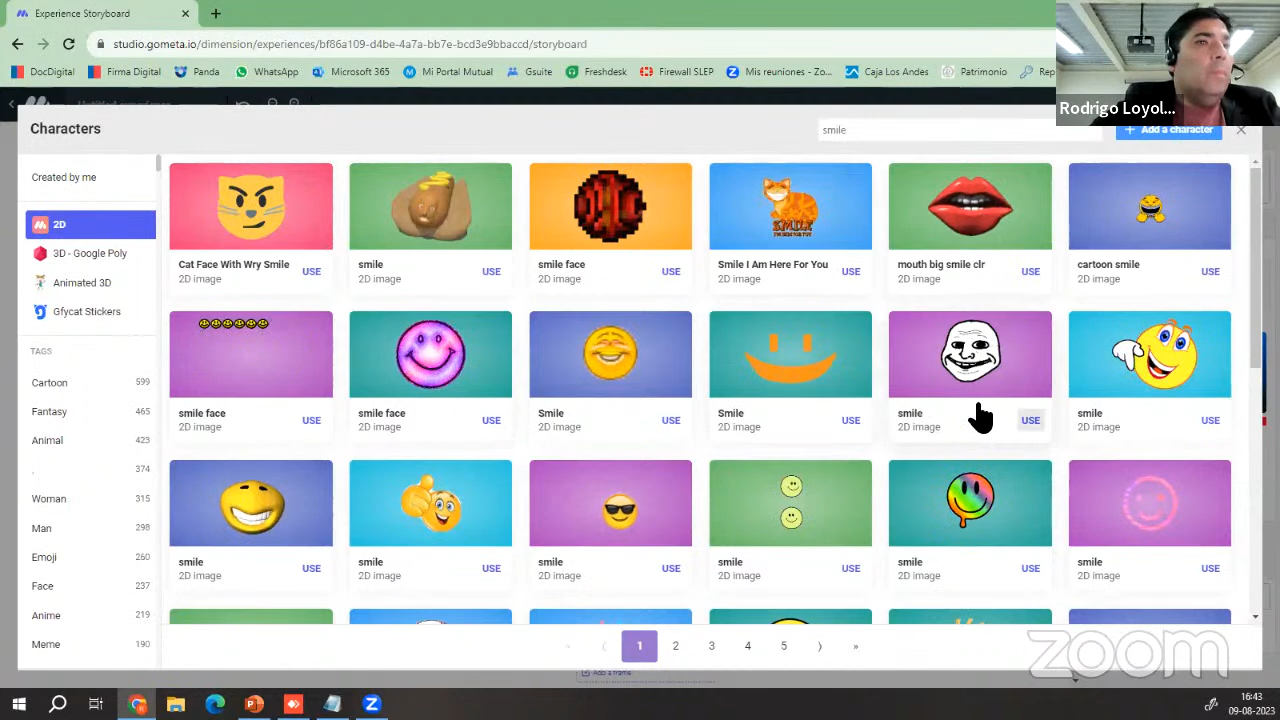 Experience Storyboard
studio.gometa.io/dimension/experiences/bf86a109-d4be-4a7a-bb
bcd3e9bbaccd/storyboard
DocDigital
Firma Digital
Panda
WhatsApp
Microsoft 365
Mi Portal Mutual
Gsuite
Freshdesk
Firewall SLEP
Mis reuniones - Zo...
Caja Los Andes
Patrimonio
Rep
Rodrigo Loyol...
Characters
smile
Add a character
Created by me
2D
3D - Google Poly
Animated 3D
Gfycat Stickers
TAGS
Cartoon 599
Fantasy 465
Animal 423
. 374
Woman 315
Man 298
Emoji 260
Face 237
Anime 219
Meme 190
SMILE
I'M HERE FOR YOU
Cat Face With Wry Smile
2D image
USE
smile
2D image
USE
smile face
2D image
USE
Smile I Am Here For You
2D image
USE
mouth big smile clr
2D image
USE
cartoon smile
2D image
USE
smile face
2D image
USE
smile face
2D image
USE
Smile
2D image
USE
Smile
2D image
USE
smile
2D image
USE
smile
2D image
USE
smile
2D image
USE
smile
2D image
USE
smile
2D image
USE
smile
2D image
USE
smile
2D image
USE
smile
2D image
USE
1 2 3 4 5
zoom
Add a frame
16:43
09-08-2023